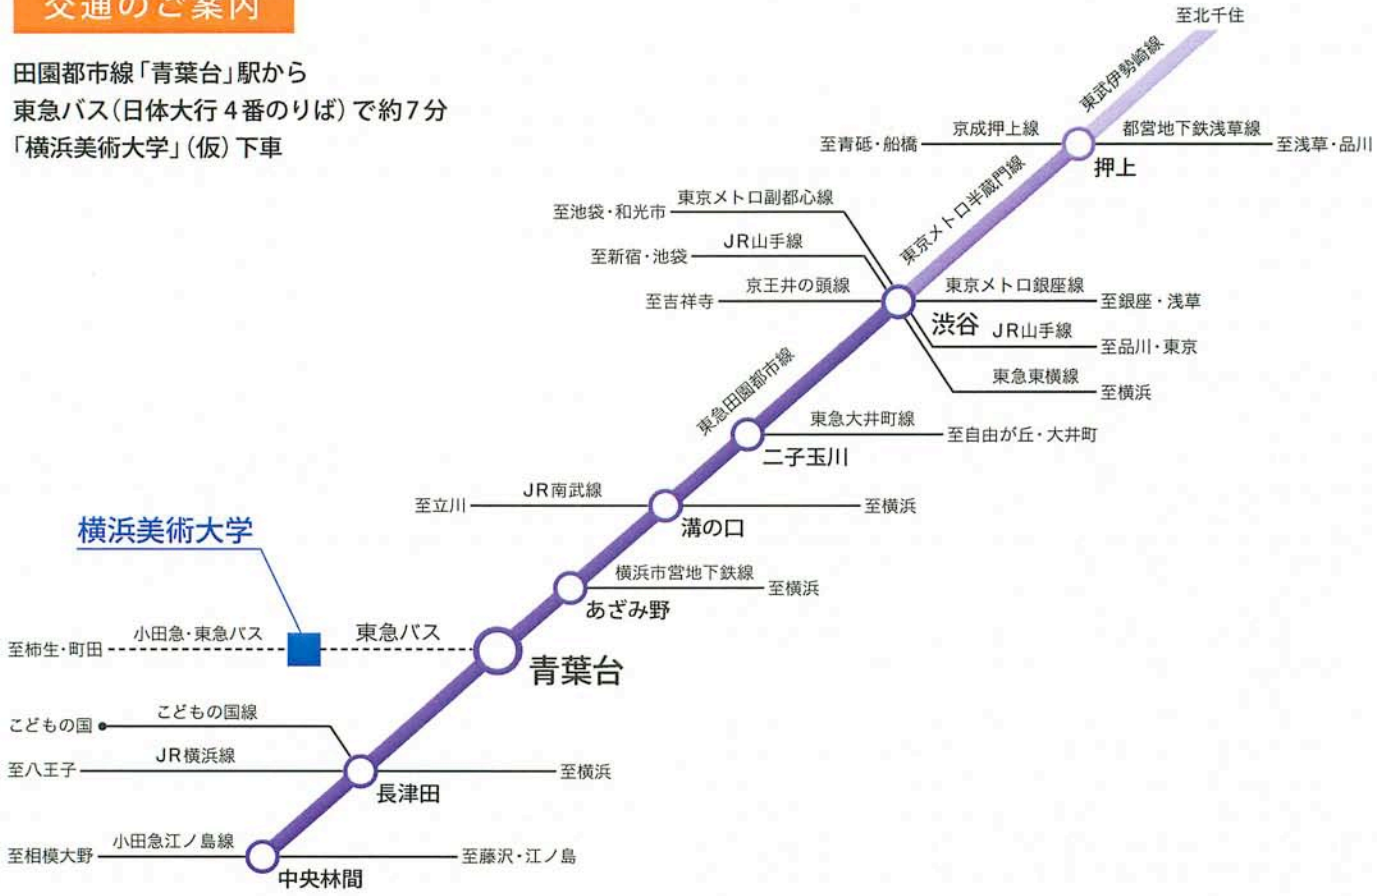 交通のご案内
田園都市線「青葉台」駅から
東急バス(日体大行4番のりば)で約7分
「横浜美術大学」(仮)下車
至北千住
東武伊勢崎線
至青砥・船橋
京成押上線
都営地下鉄浅草線
至浅草・品川
押上
東京メトロ半蔵門線
至池袋・和光市
東京メトロ副都心線
至新宿・池袋
JR山手線
至吉祥寺
京王井の頭線
東京メトロ銀座線
至銀座・浅草
渋谷
JR山手線
至品川・東京
東急東横線
至横浜
東急田園都市線
東急大井町線
至自由が丘・大井町
二子玉川
至立川
JR南武線
至横浜
溝の口
横浜美術大学
横浜市営地下鉄線
至横浜
あざみ野
至柿生・町田
小田急・東急バス
東急バス
青葉台
こどもの国
こどもの国線
至八王子
JR横浜線
至横浜
長津田
至相模大野
小田急江ノ島線
至藤沢・江ノ島
中央林間